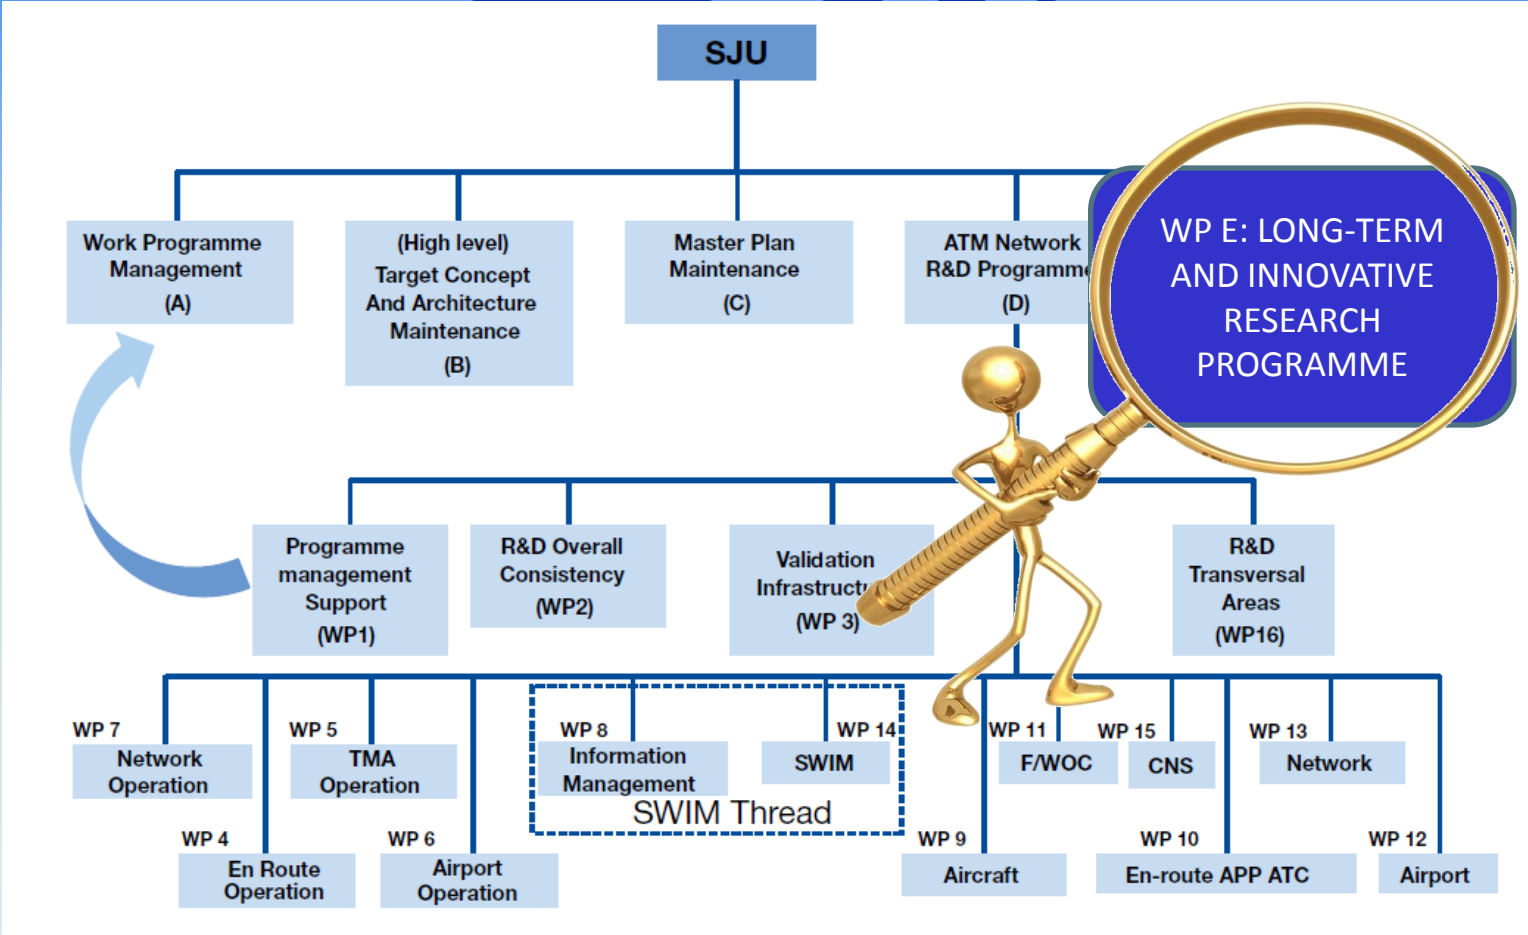 SJU
Work Programme
Management
(A)
(High level)
Target Concept
And Architecture
Maintenance
(B)
Master Plan
Maintenance
(C)
ATM Network
R&D Programme
(D)
WP E: LONG-TERM
AND INNOVATIVE
RESEARCH
PROGRAMME
Programme
management
Support
(WP1)
R&D Overall
Consistency
(WP2)
Validation
Infrastructu
(WP 3)
R&D
Transversal
Areas
(WP16)
WP 7
Network
Operation
WP 5
TMA
Operation
WP 8
Information
Management
WP 14
SWIM
SWIM Thread
WP 11
F/WOC
WP 15
CNS
WP 13
Network
WP 4
En Route
Operation
WP 6
Airport
Operation
WP 9
Aircraft
WP 10
En-route APP ATC
WP 12
Airport